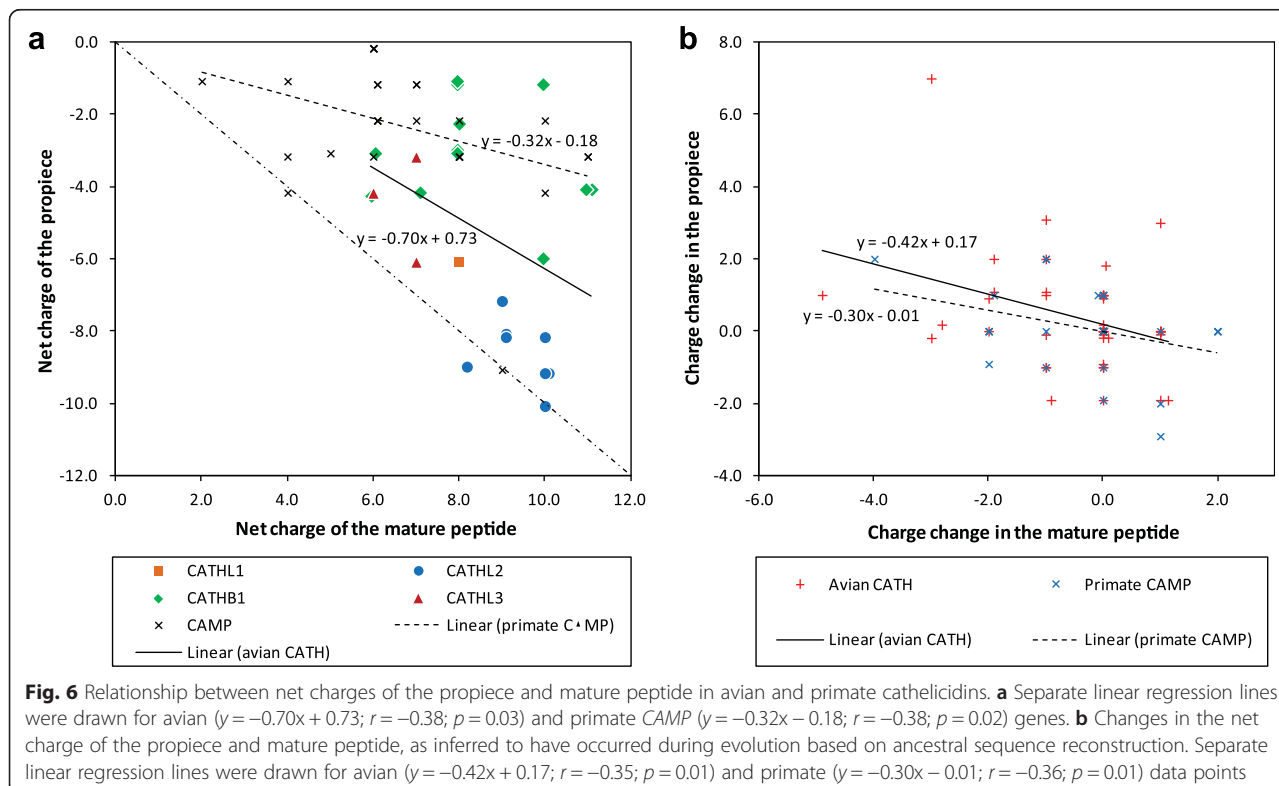 a
0.0
-2.0
-4.0
-6.0
-8.0
-10.0
-12.0
Net charge of the propiece
y = -0.32x - 0.18
y = -0.70x + 0.73
0.0 2.0 4.0 6.0 8.0 10.0 12.0
Net charge of the mature peptide
CATHL1 CATHL2
CATHB1 CATHL3
CAMP Linear (primate CAMP)
Linear (avian CATH)
b
8.0
6.0
4.0
2.0
0.0
-2.0
-4.0
Charge change in the propiece
y = -0.42x + 0.17
y = -0.30x - 0.01
-6.0 -4.0 -2.0 0.0 2.0
Charge change in the mature peptide
Avian CATH Primate CAMP
Linear (avian CATH) Linear (primate CAMP)
Fig. 6 Relationship between net charges of the propiece and mature peptide in avian and primate cathelicidins. a Separate linear regression lines
were drawn for avian (y = −0.70x + 0.73; r = −0.38; p = 0.03) and primate CAMP (y = −0.32x − 0.18; r = −0.38; p = 0.02) genes. b Changes in the net
charge of the propiece and mature peptide, as inferred to have occurred during evolution based on ancestral sequence reconstruction. Separate
linear regression lines were drawn for avian (y = −0.42x + 0.17; r = −0.35; p = 0.01) and primate (y = −0.30x − 0.01; r = −0.36; p = 0.01) data points